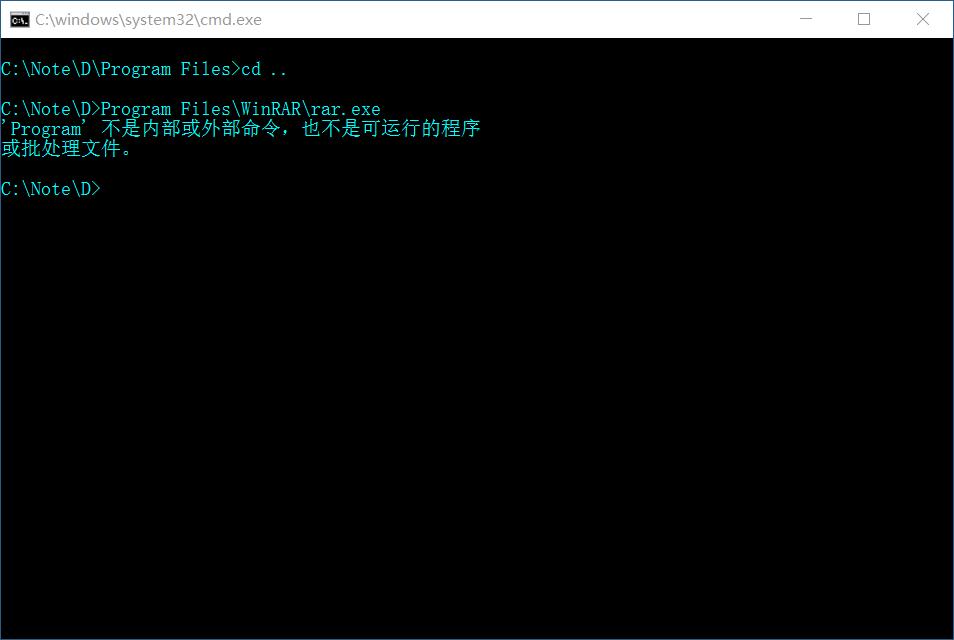 C:\windows\system32\cmd.exe
C:\Note\D\Program Files>cd ..
C:\Note\D>Program Files\WinRAR\rar.exe
'Program' 不是内部或外部命令，也不是可运行的程序
或批处理文件。
C:\Note\D>